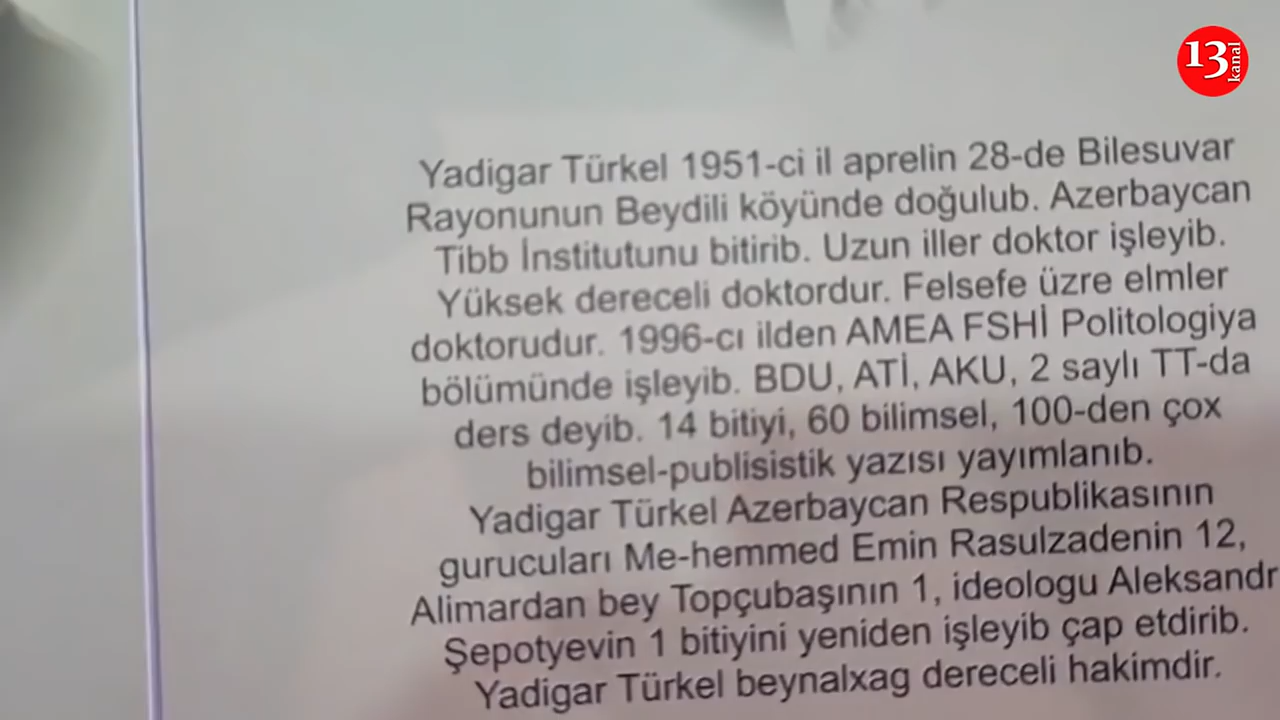 13
kanal
Yadigar Türkel 1951-ci il aprelin 28-de Bilesuvar
Rayonunun Beydili köyünde doğulub. Azerbaycan
Tibb İnstitutunu bitirib. Uzun iller doktor işleyib.
Yüksek dereceli doktordur. Felsefe üzre elmler
doktorudur. 1996-cı ilden AMEA FSHİ Politologiya
bölümünde işleyib. BDU, ATİ, AKU, 2 saylı TT-da
ders deyib. 14 bitiyi, 60 bilimsel, 100-den çox
bilimsel-publisistik yazısı yayımlanıb.
Yadigar Türkel Azerbaycan Respublikasının
gurucuları Me-hemmed Emin Rasulzadenin 12,
Alimardan bey Topçubaşının 1, ideologu Aleksandr
Şepotyevin 1 bitiyini yeniden işleyib çap etdirib.
Yadigar Türkel beynalxag dereceli hakimdir.